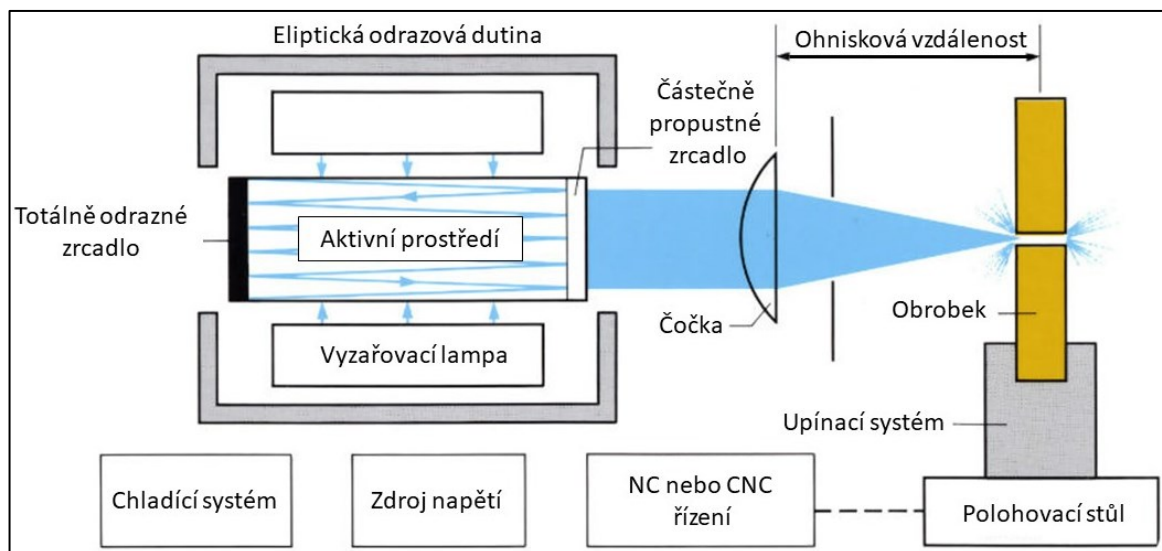 Eliptická odrazová dutina
Ohnisková vzdálenost
Částečně
propustné
zrcadlo
Totálně odrazné
zrcadlo
Aktivní prostředí
Čočka
Obrobek
Vyzařovací lampa
Upínací systém
Chladící systém
Zdroj napětí
NC nebo CNC
řízení
Polohovací stůl